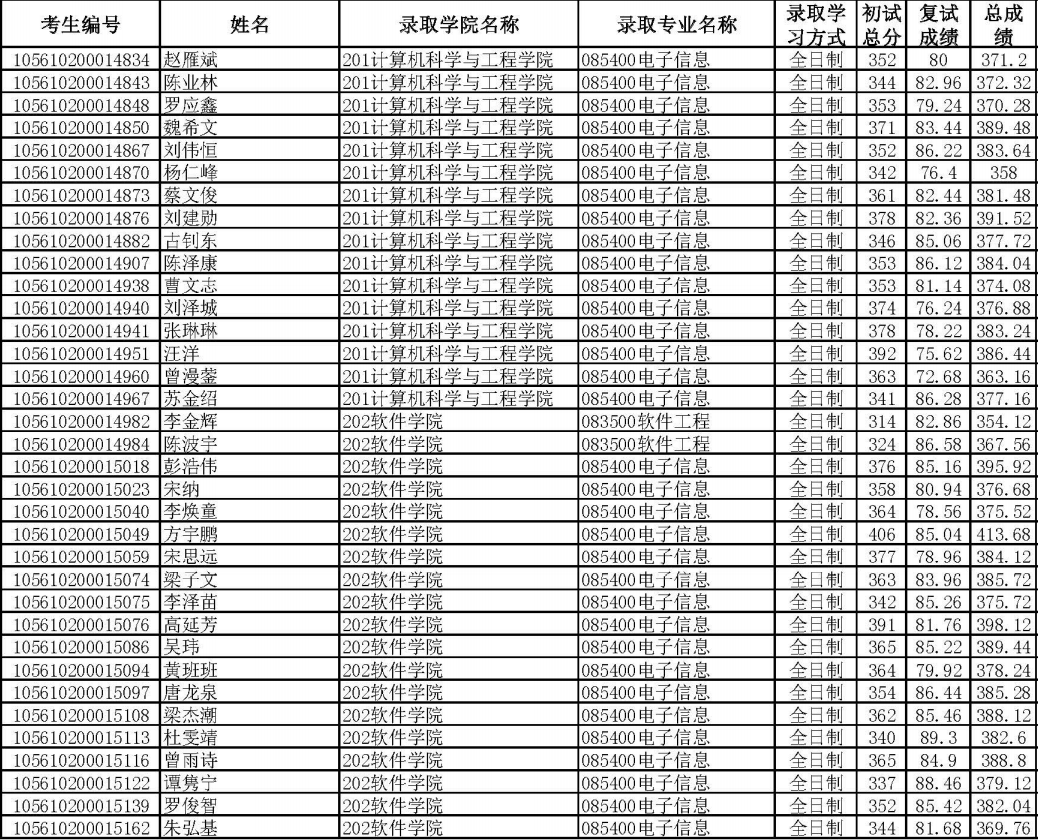 考生编号 姓名 录取学院名称 录取专业名称 录取学习方式 初试总分 复试成绩 总成绩
105610200014834 赵雁斌 201计算机科学与工程学院 085400电子信息 全日制 352 80 371.2
105610200014843 陈业林 201计算机科学与工程学院 085400电子信息 全日制 344 82.96 372.32
105610200014848 罗应鑫 201计算机科学与工程学院 085400电子信息 全日制 353 79.24 370.28
105610200014850 魏希文 201计算机科学与工程学院 085400电子信息 全日制 371 83.44 389.48
105610200014867 刘伟恒 201计算机科学与工程学院 085400电子信息 全日制 352 86.22 383.64
105610200014870 杨仁峰 201计算机科学与工程学院 085400电子信息 全日制 342 76.4 358
105610200014873 蔡文俊 201计算机科学与工程学院 085400电子信息 全日制 361 82.44 381.48
105610200014876 刘建勋 201计算机科学与工程学院 085400电子信息 全日制 378 82.36 391.52
105610200014882 古钊东 201计算机科学与工程学院 085400电子信息 全日制 346 85.06 377.72
105610200014907 陈泽康 201计算机科学与工程学院 085400电子信息 全日制 353 86.12 384.04
105610200014938 曹文志 201计算机科学与工程学院 085400电子信息 全日制 353 81.14 374.08
105610200014940 刘泽城 201计算机科学与工程学院 085400电子信息 全日制 374 76.24 376.88
105610200014941 张琳琳 201计算机科学与工程学院 085400电子信息 全日制 378 78.22 383.24
105610200014951 汪洋 201计算机科学与工程学院 085400电子信息 全日制 392 75.62 386.44
105610200014960 曾漫蓥 201计算机科学与工程学院 085400电子信息 全日制 363 72.68 363.16
105610200014967 苏金绍 201计算机科学与工程学院 085400电子信息 全日制 341 86.28 377.16
105610200014982 李金辉 202软件学院 083500软件工程 全日制 314 82.86 354.12
105610200014984 陈波宇 202软件学院 083500软件工程 全日制 324 86.58 367.56
105610200015018 彭浩伟 202软件学院 085400电子信息 全日制 376 85.16 395.92
105610200015023 宋纳 202软件学院 085400电子信息 全日制 358 80.94 376.68
105610200015040 李焕童 202软件学院 085400电子信息 全日制 364 78.56 375.52
105610200015049 方宇鹏 202软件学院 085400电子信息 全日制 406 85.04 413.68
105610200015059 宋思远 202软件学院 085400电子信息 全日制 377 78.96 384.12
105610200015074 梁子文 202软件学院 085400电子信息 全日制 363 83.96 385.72
105610200015075 李泽苗 202软件学院 085400电子信息 全日制 342 85.26 375.72
105610200015076 高延芳 202软件学院 085400电子信息 全日制 391 81.76 398.12
105610200015086 吴玮 202软件学院 085400电子信息 全日制 365 85.22 389.44
105610200015094 黄班班 202软件学院 085400电子信息 全日制 364 79.92 378.24
105610200015097 唐龙泉 202软件学院 085400电子信息 全日制 354 86.44 385.28
105610200015108 梁杰潮 202软件学院 085400电子信息 全日制 362 85.46 388.12
105610200015113 杜雯靖 202软件学院 085400电子信息 全日制 340 89.3 382.6
105610200015116 曾雨诗 202软件学院 085400电子信息 全日制 365 84.9 388.8
105610200015122 谭隽宁 202软件学院 085400电子信息 全日制 337 88.46 379.12
105610200015139 罗俊智 202软件学院 085400电子信息 全日制 352 85.42 382.04
105610200015162 朱弘基 202软件学院 085400电子信息 全日制 344 81.68 369.76